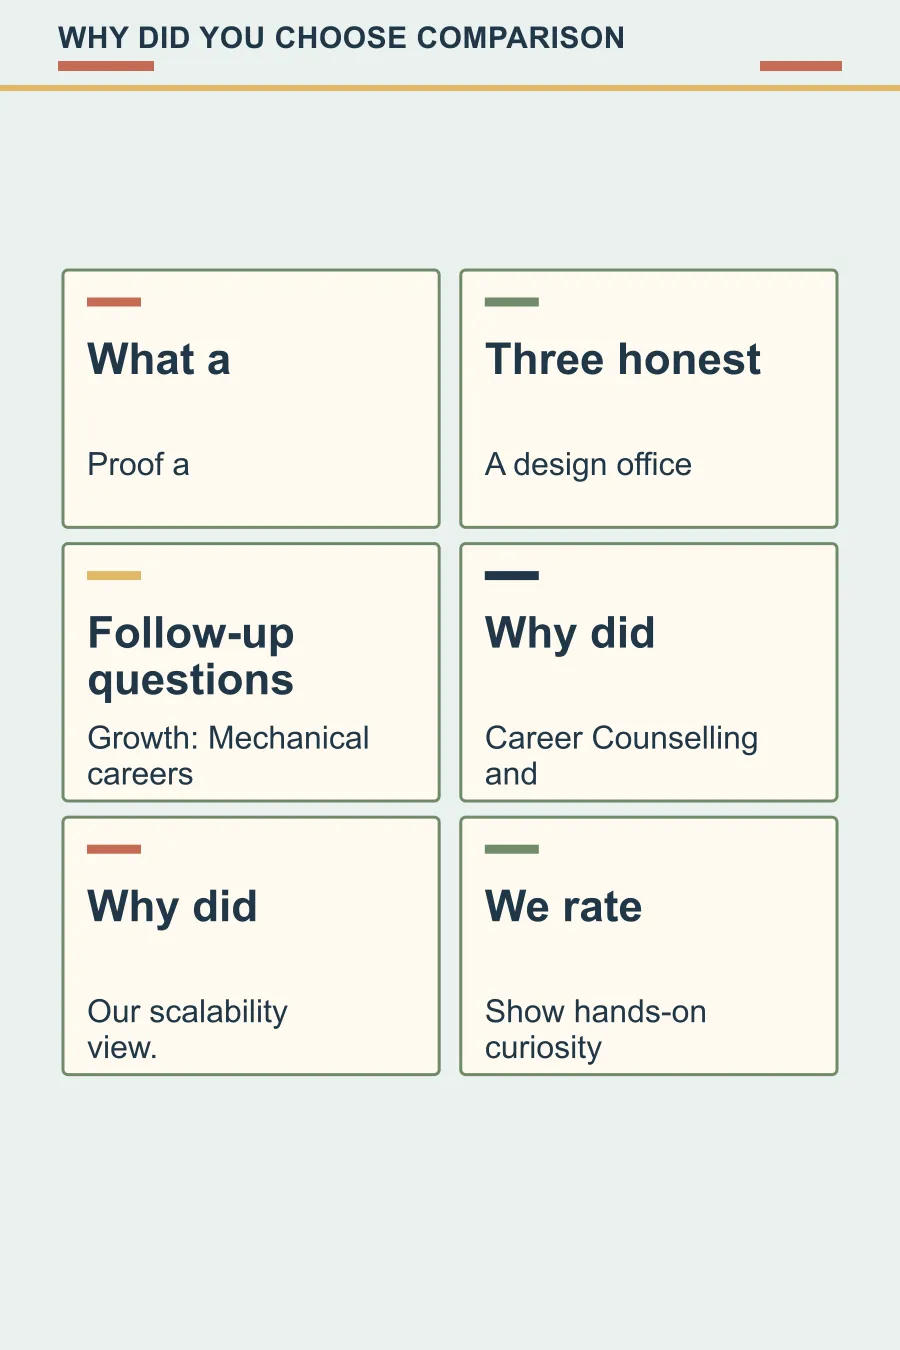 WHY DID YOU CHOOSE COMPARISON
What a
Proof a
Three honest
A design office
Follow-up
questions
Growth: Mechanical
careers
Why did
Career Counselling
and
Why did
Our scalability
view.
We rate
Show hands-on
curiosity